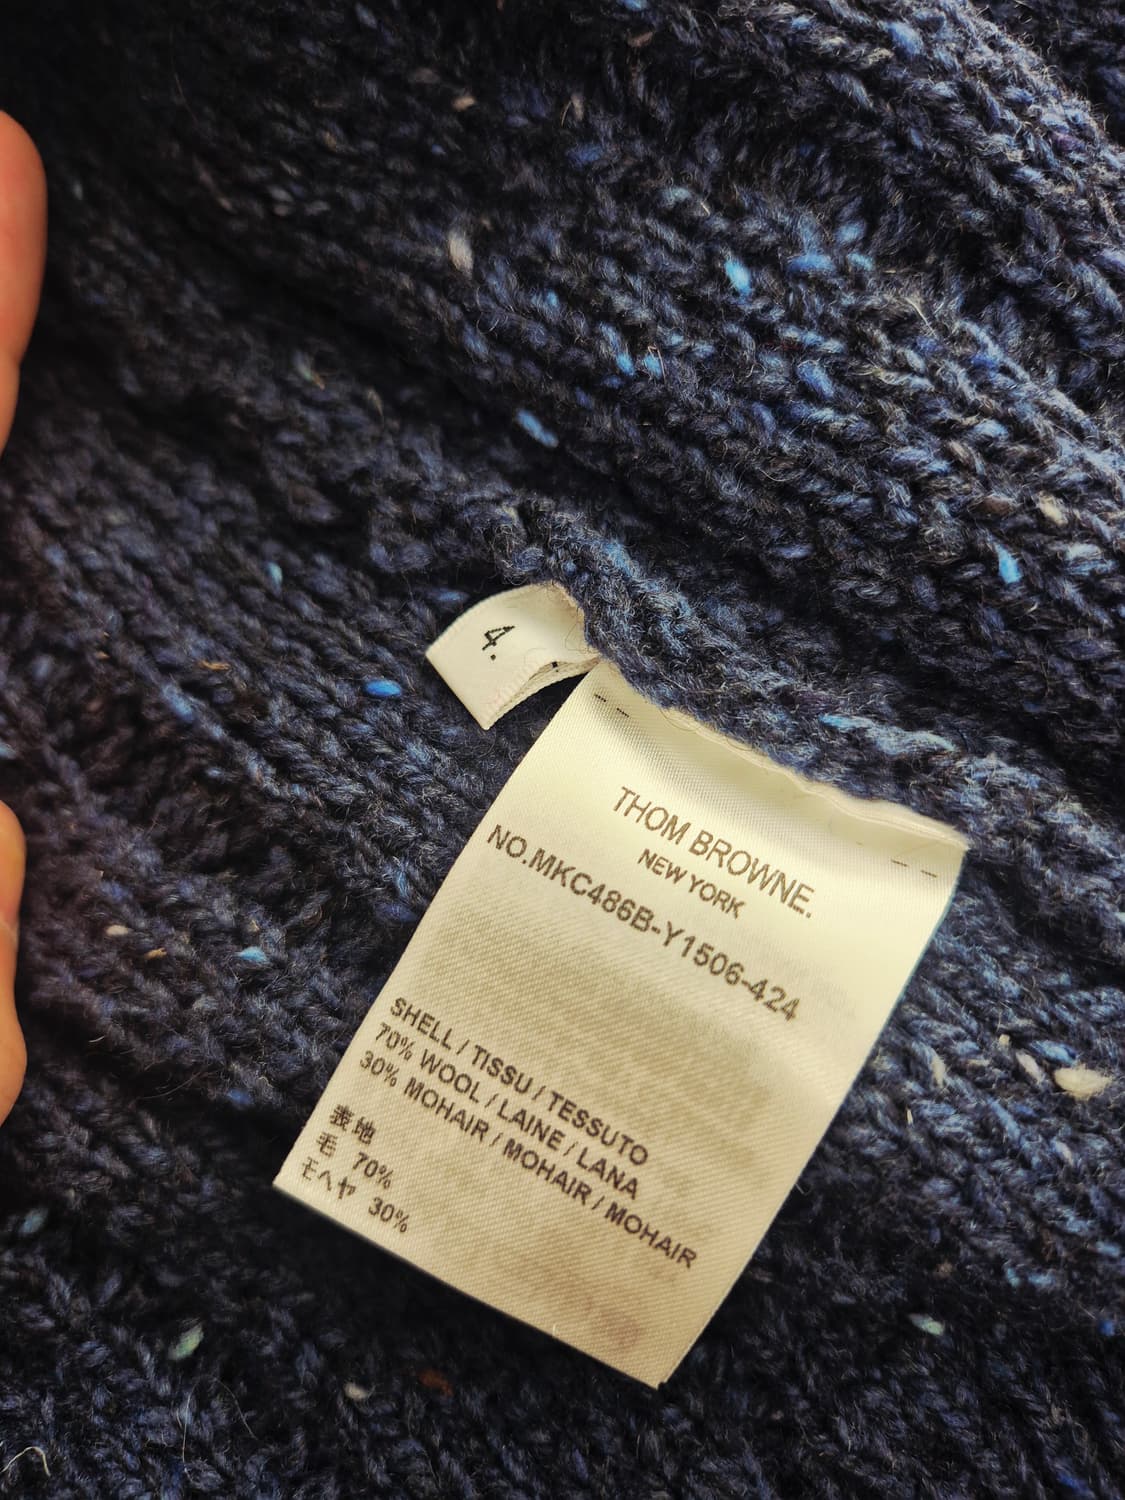 4.
THOM BROWNE.
NEW YORK
NO.MKC486B-Y1506-424
SHELL / TISSU / TESSUTO
70% WOOL / LAINE / LANA
30% MOHAIR / MOHAIR / MOHAIR
表地
毛 70%
モヘヤ 30%